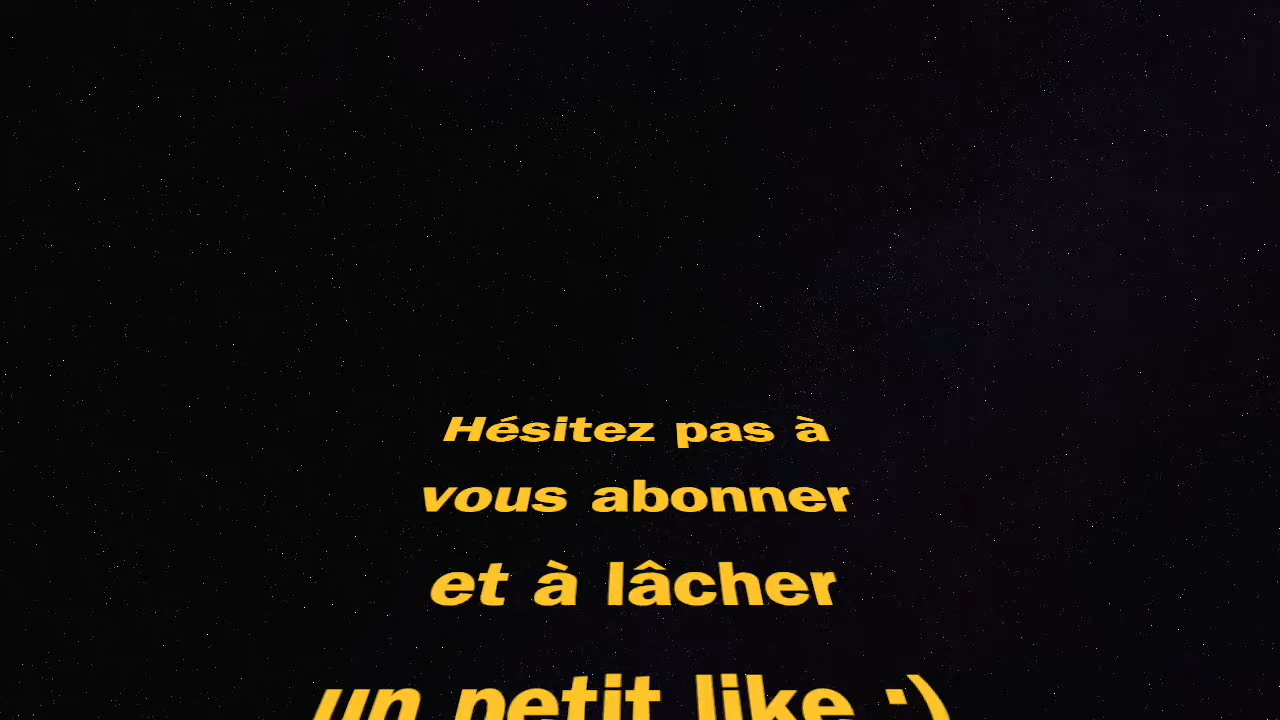 Hésitez pas à
vous abonner
et à lâcher
un petit like :)